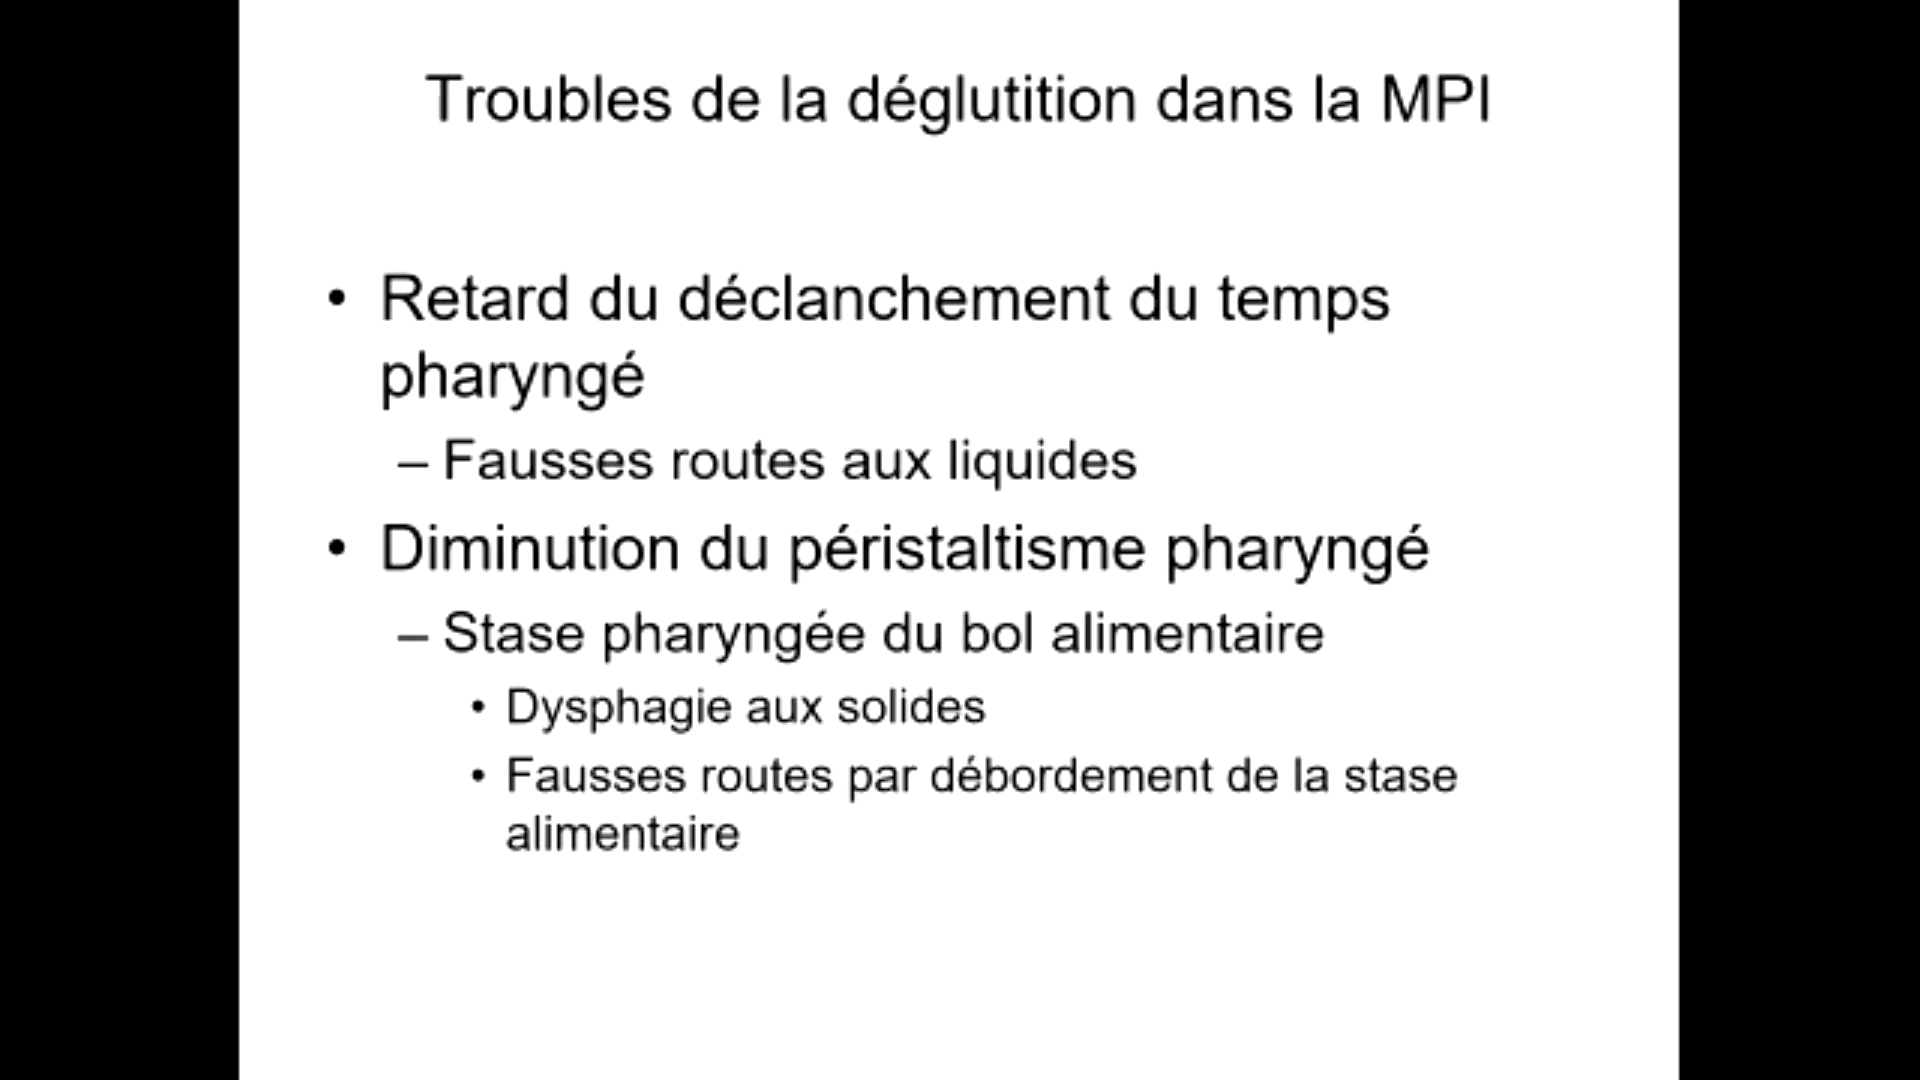 Troubles de la déglutition dans la MPI
• Retard du déclanchement du temps
pharyngé
– Fausses routes aux liquides
• Diminution du péristaltisme pharyngé
– Stase pharyngée du bol alimentaire
• Dysphagie aux solides
• Fausses routes par débordement de la stase
alimentaire